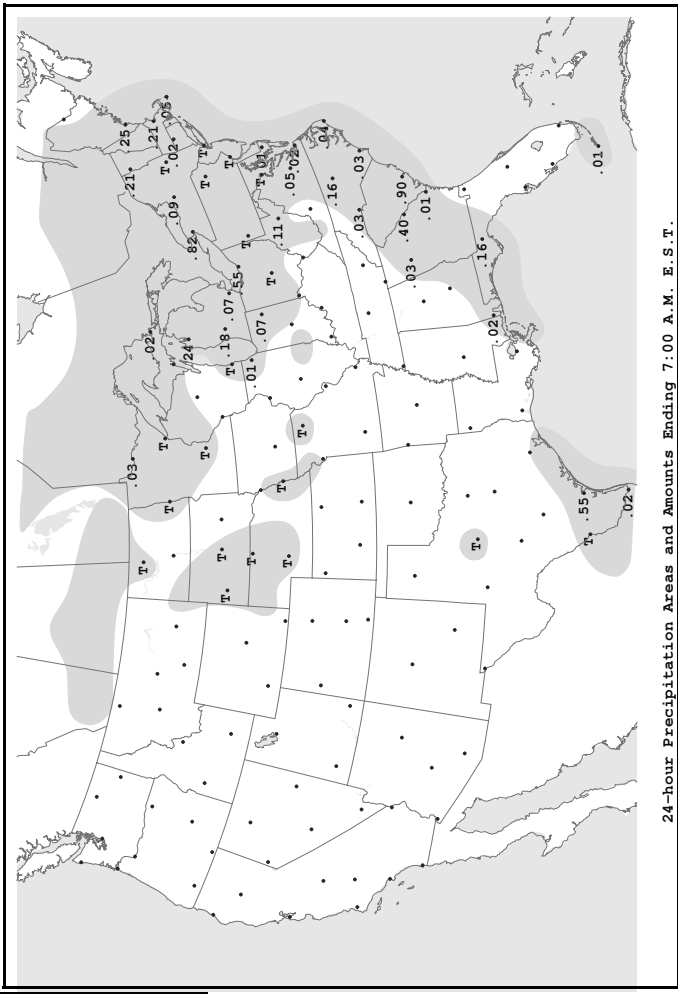 .25
.03
.21
T
.02
.21
T
T
.05
T
.02
.09
.24
.82
T
T
T
T
T
.18
.07
T
T
.55
T
T
.01
.07
T
.01
T
.11
T
T
.05
.02
T
.04
.16
.03
.03
.90
.40
.03
.01
T
.16
.02
.55
T
.01
.02
24-hour Precipitation Areas and Amounts Ending 7:00 A.M. E.S.T.